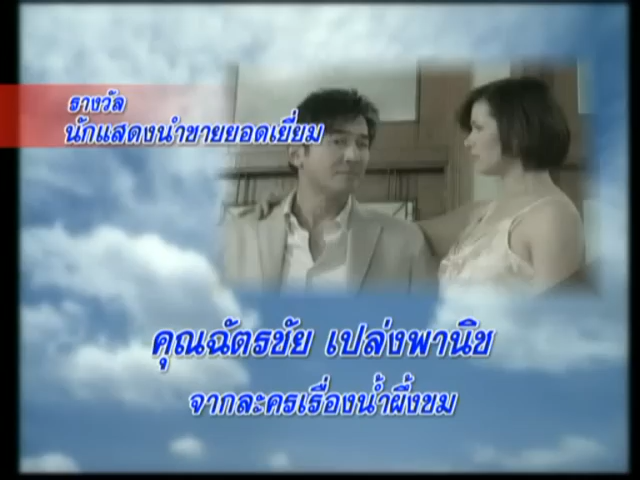 รางวัล
นักแสดงนำชายยอดเยี่ยม
คุณฉัตรชัย เปล่งพานิช
จากละครเรื่องน้ำผึ้งขม